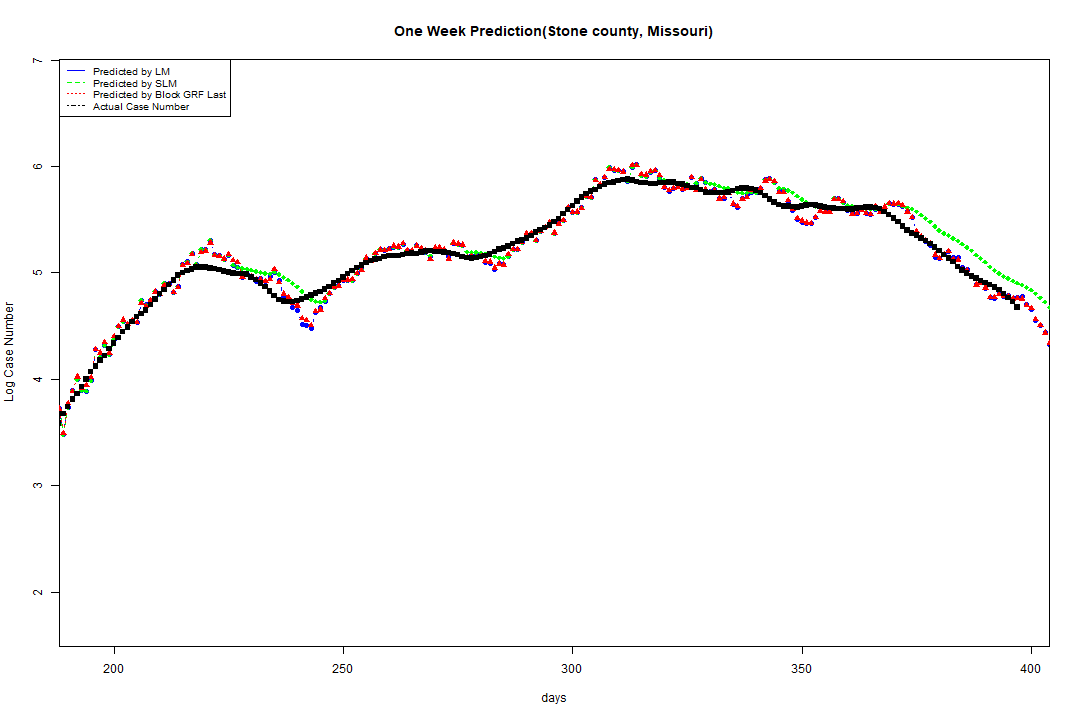 One Week Prediction(Stone county, Missouri)
Predicted by LM
Predicted by SLM
Predicted by Block GRF Last
Actual Case Number
7
6
5
4
3
2
Log Case Number
200 250 300 350 400
days